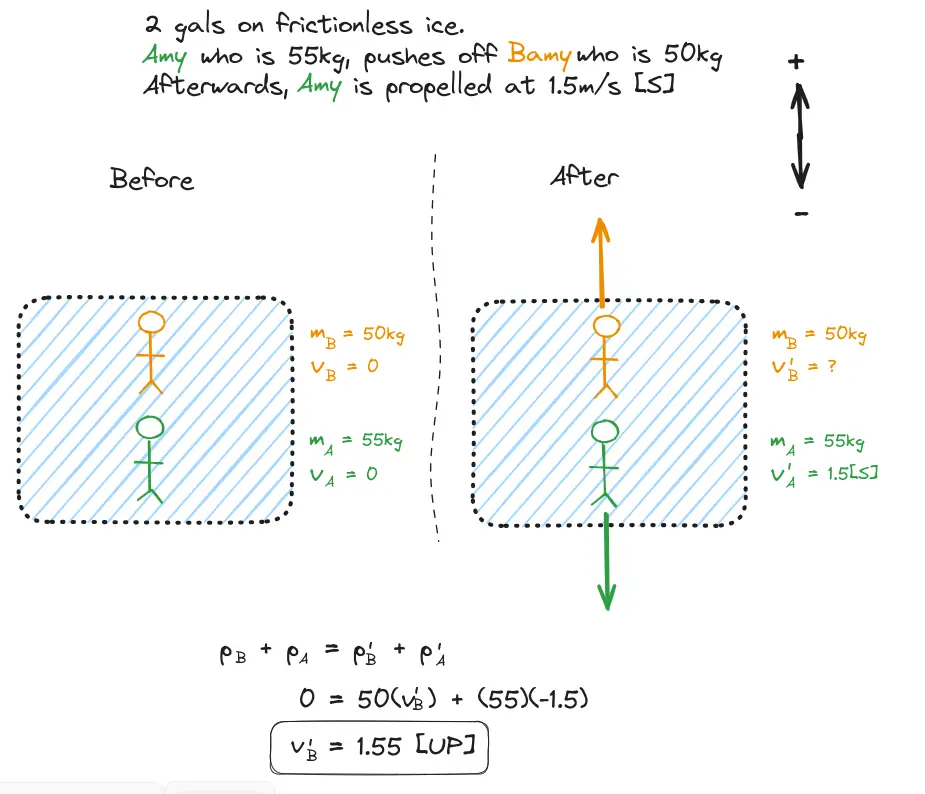 2 gals on frictionless ice.
Amy who is 55kg, pushes off Bamy who is 50kg
Afterwards, Amy is propelled at 1.5m/s [S]
+
-
Before
After
m_B = 50kg
v_B = 0
m_A = 55kg
v_A = 0
m_B = 50kg
v'_B = ?
m_A = 55kg
v'_A = 1.5[S]
p_B + p_A = p'_B + p'_A
0 = 50(v'_B) + (55)(-1.5)
v'_B = 1.55 [UP]